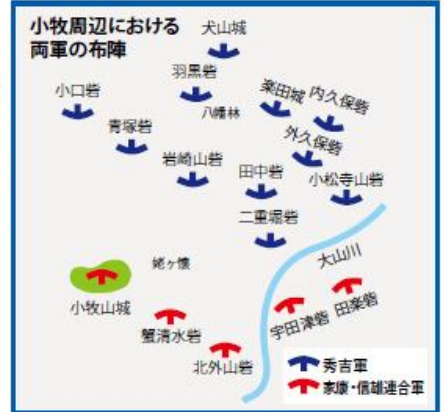 小牧周辺における
両軍の布陣
犬山城
羽黒砦
小口砦
楽田城
内久保砦
八幡林
青塚砦
外久保砦
岩崎山砦
田中砦
小松寺山砦
二重堀砦
大山川
姥ヶ懐
小牧山城
田楽砦
宇田津砦
蟹清水砦
北外山砦
秀吉軍
家康・信雄連合軍